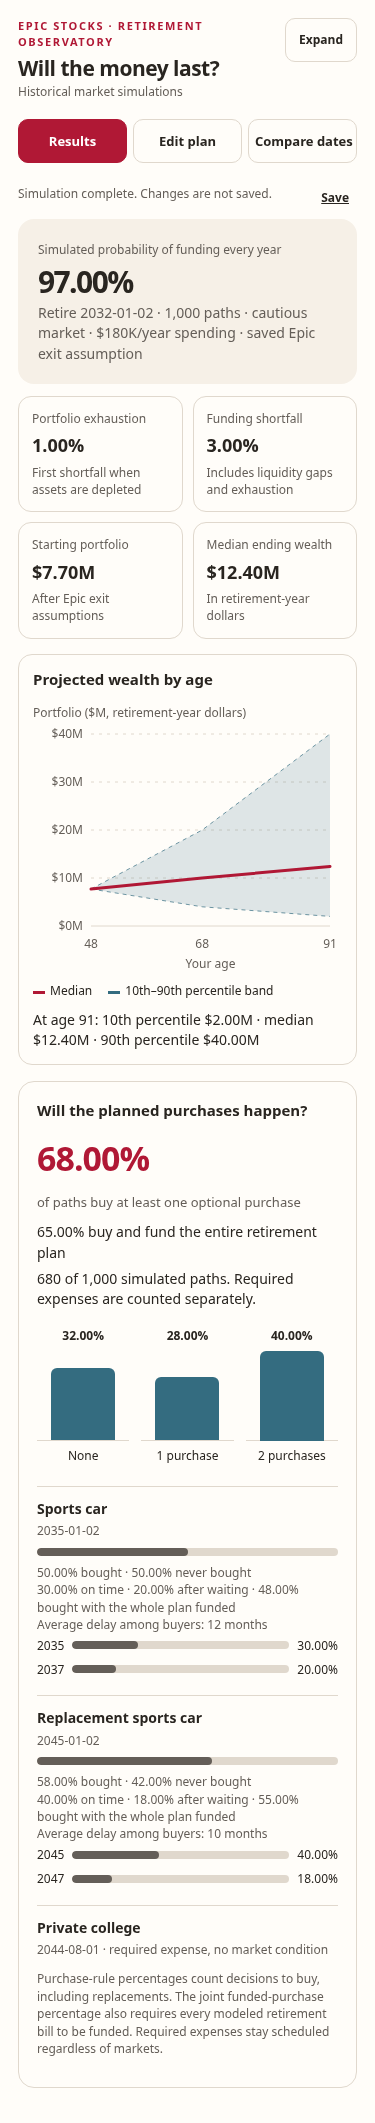 EPIC STOCKS · RETIREMENT
OBSERVATORY
Expand
Will the money last?
Historical market simulations
Results
Edit plan
Compare dates
Simulation complete. Changes are not saved.
Save
Simulated probability of funding every year
97.00%
Retire 2032-01-02 · 1,000 paths · cautious
market · $180K/year spending · saved Epic
exit assumption
Portfolio exhaustion
1.00%
First shortfall when
assets are depleted
Funding shortfall
3.00%
Includes liquidity gaps
and exhaustion
Starting portfolio
$7.70M
After Epic exit
assumptions
Median ending wealth
$12.40M
In retirement-year
dollars
Projected wealth by age
Portfolio ($M, retirement-year dollars)
$40M
$30M
$20M
$10M
$0M
48
68
91
Your age
Median
10th–90th percentile band
At age 91: 10th percentile $2.00M · median
$12.40M · 90th percentile $40.00M
Will the planned purchases happen?
68.00%
of paths buy at least one optional purchase
65.00% buy and fund the entire retirement
plan
680 of 1,000 simulated paths. Required
expenses are counted separately.
32.00%
28.00%
40.00%
None
1 purchase
2 purchases
Sports car
2035-01-02
50.00% bought · 50.00% never bought
30.00% on time · 20.00% after waiting · 48.00%
bought with the whole plan funded
Average delay among buyers: 12 months
2035 30.00%
2037 20.00%
Replacement sports car
2045-01-02
58.00% bought · 42.00% never bought
40.00% on time · 18.00% after waiting · 55.00%
bought with the whole plan funded
Average delay among buyers: 10 months
2045 40.00%
2047 18.00%
Private college
2044-08-01 · required expense, no market condition
Purchase-rule percentages count decisions to buy,
including replacements. The joint funded-purchase
percentage also requires every modeled retirement
bill to be funded. Required expenses stay scheduled
regardless of markets.